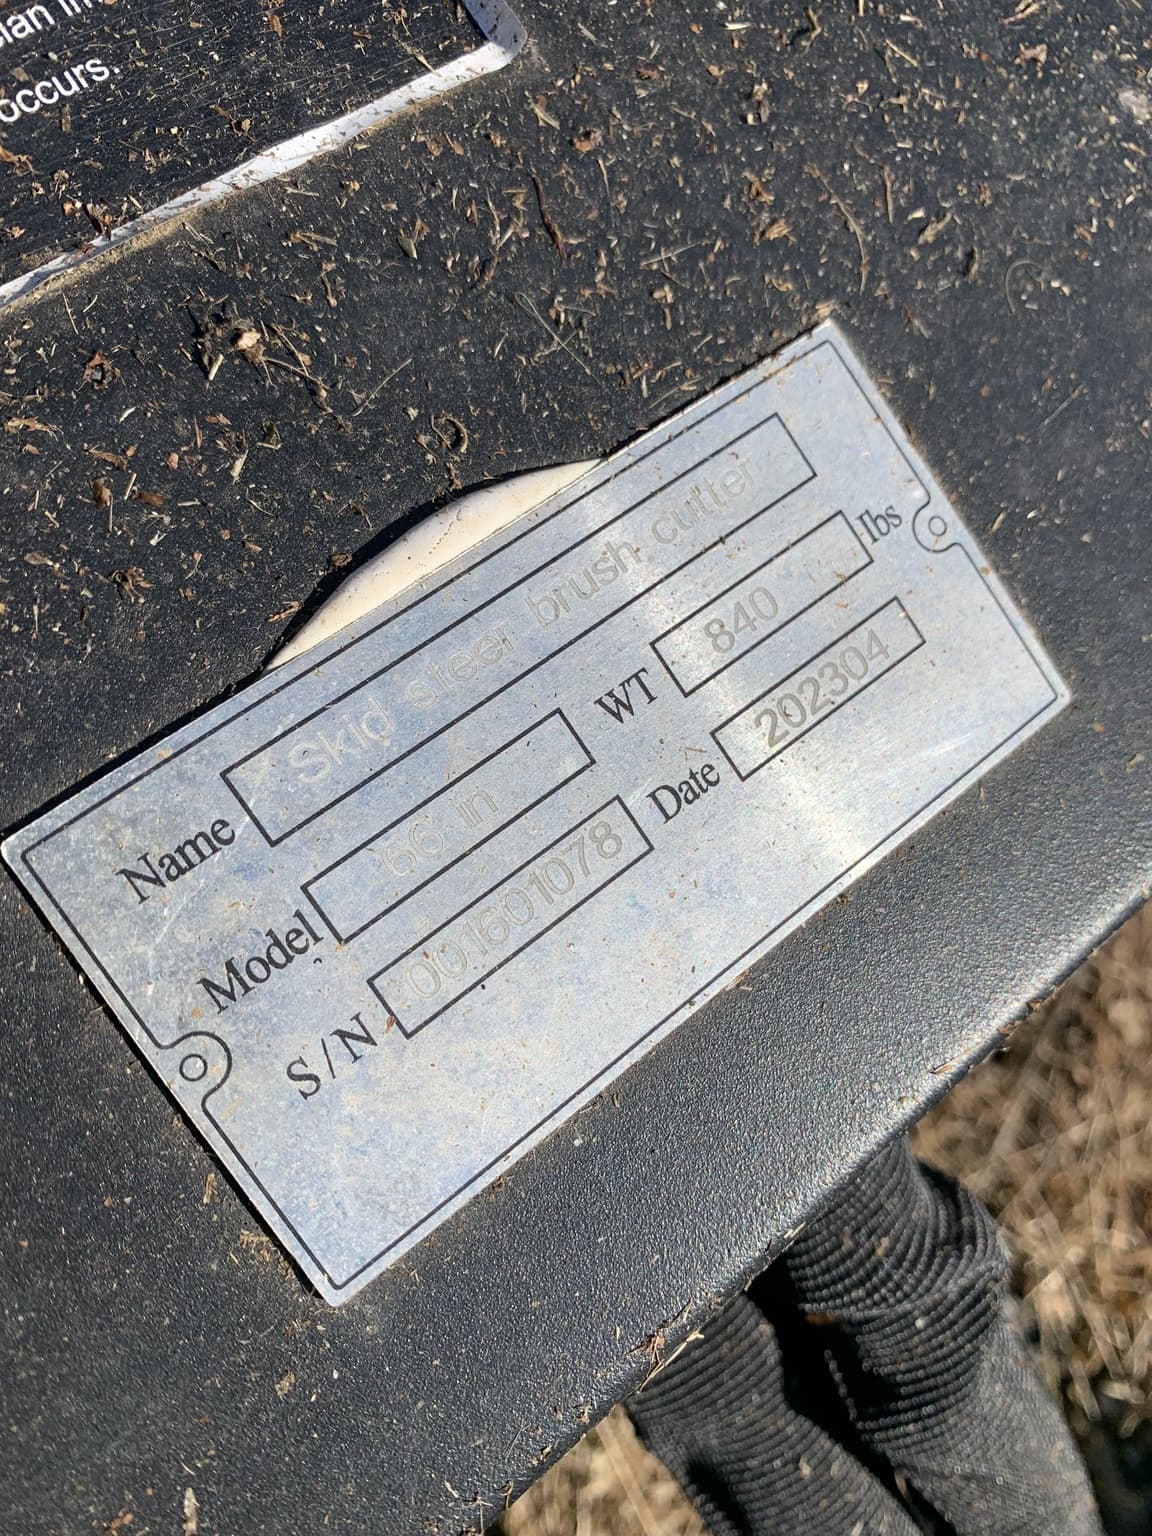 occurs.
Name Skid steer brush cutter
Model 66 in WT 840 lbs
S/N 001601078 Date 202304